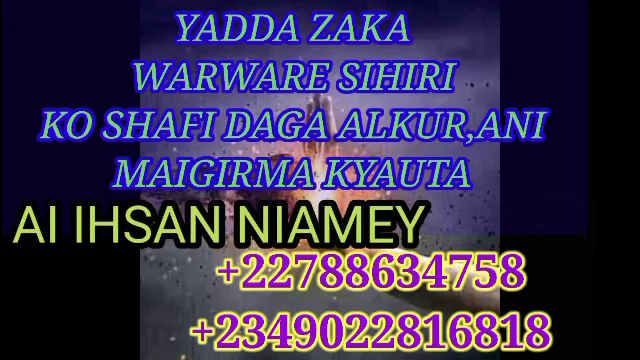 YADDA ZAKA
WARWARE SIHIRI
KO SHAFI DAGA ALKUR,ANI
MAIGIRMA KYAUTA
AI IHSAN NIAMEY
+22788634758
+2349022816818